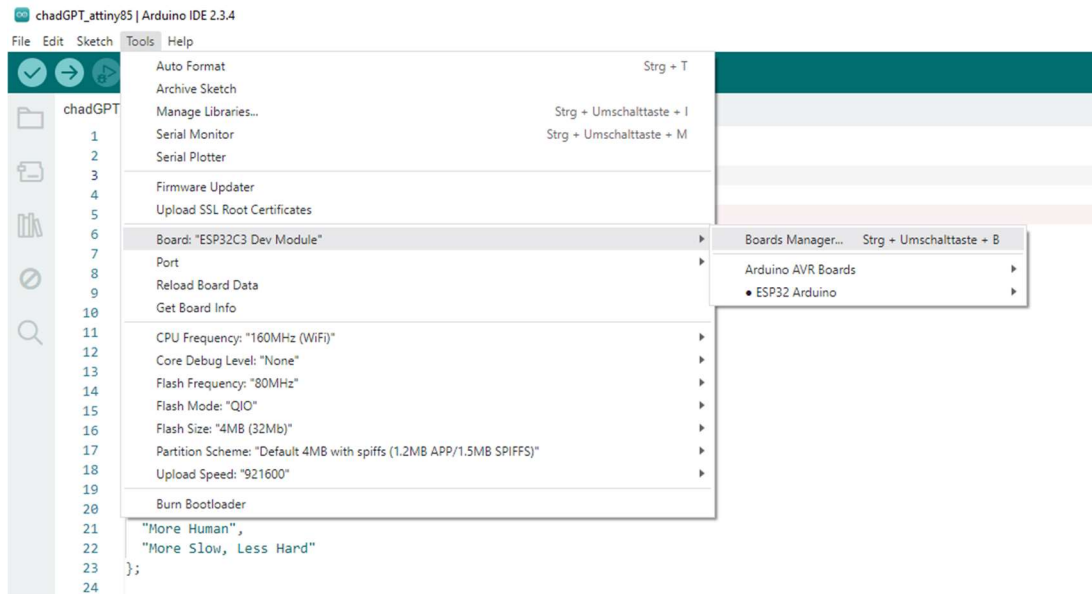 chadGPT_attiny85 | Arduino IDE 2.3.4
File Edit Sketch Tools Help
Auto Format Strg + T
Archive Sketch
chadGPT
Manage Libraries... Strg + Umschalttaste + I
1
Serial Monitor Strg + Umschalttaste + M
2
Serial Plotter
3
Firmware Updater
4
5
Upload SSL Root Certificates
6
Board: "ESP32C3 Dev Module" Boards Manager... Strg + Umschalttaste + B
7
Port
8
Arduino AVR Boards
Reload Board Data
9
● ESP32 Arduino
10
Get Board Info
11
CPU Frequency: "160MHz (WiFi)"
12
Core Debug Level: "None"
13
Flash Frequency: "80MHz"
14
15
Flash Mode: "QIO"
16
Flash Size: "4MB (32Mb)"
17
Partition Scheme: "Default 4MB with spiffs (1.2MB APP/1.5MB SPIFFS)"
18
Upload Speed: "921600"
19
20
Burn Bootloader
21 "More Human",
22 "More Slow, Less Hard"
23 };
24